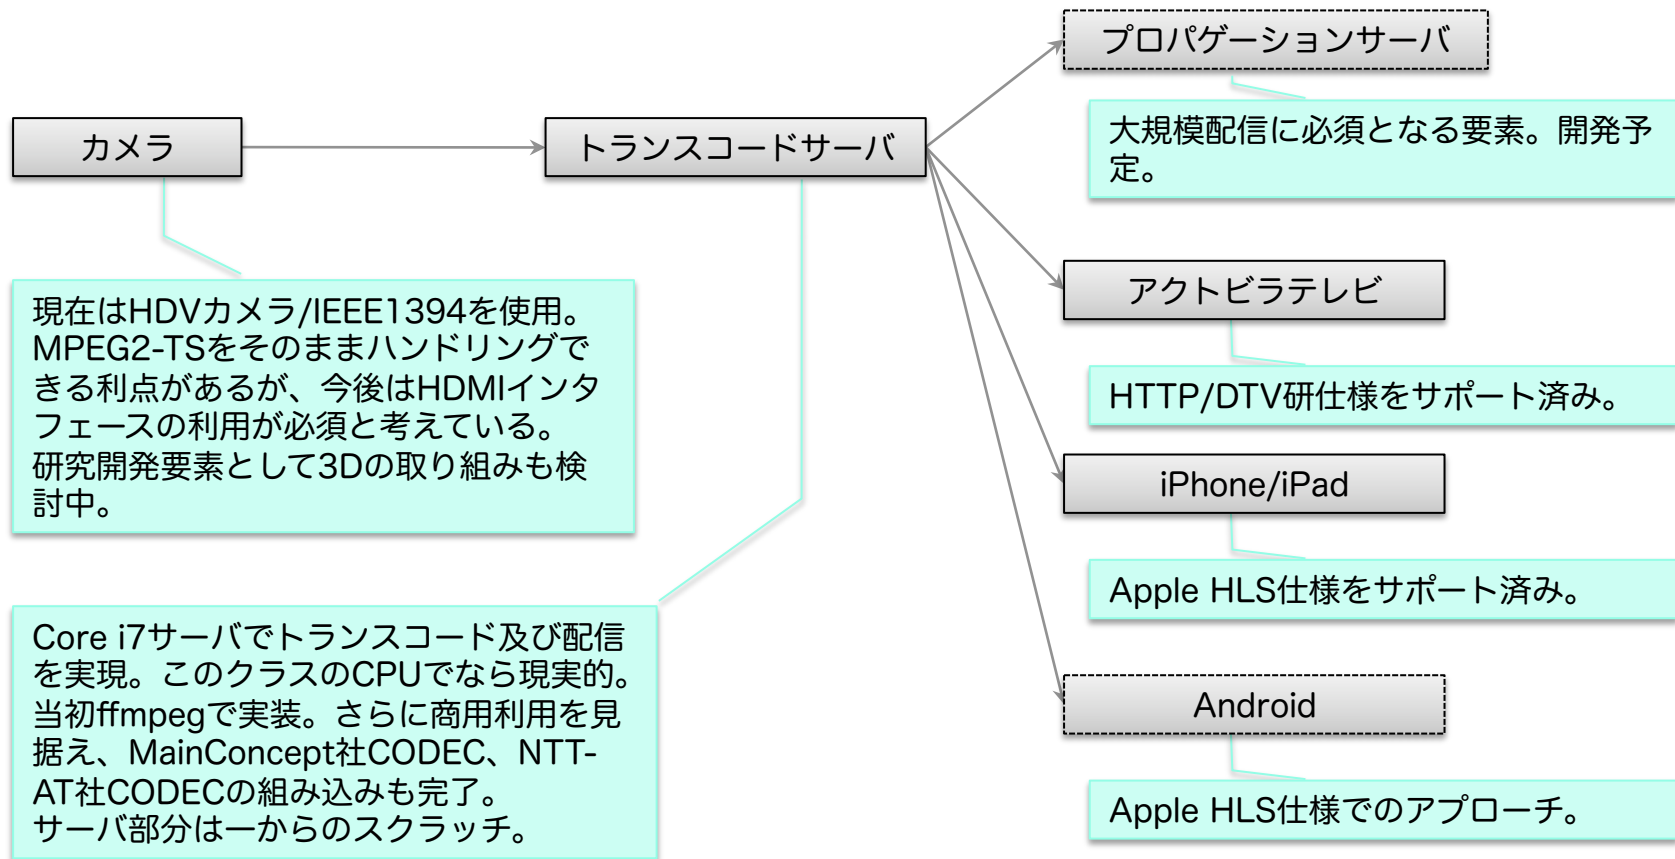 プロパゲーションサーバ
大規模配信に必須となる要素。開発予
定。
カメラ
トランスコードサーバ
アクトビラテレビ
HTTP/DTV研仕様をサポート済み。
現在はHDVカメラ/IEEE1394を使用。
MPEG2-TSをそのままハンドリングで
きる利点があるが、今後はHDMIインタ
フェースの利用が必須と考えている。
研究開発要素として3Dの取り組みも検
討中。
iPhone/iPad
Apple HLS仕様をサポート済み。
Core i7サーバでトランスコード及び配信
を実現。このクラスのCPUでなら現実的。
当初ffmpegで実装。さらに商用利用を見
据え、MainConcept社CODEC、NTT-
AT社CODECの組み込みも完了。
サーバ部分は一からのスクラッチ。
Android
Apple HLS仕様でのアプローチ。